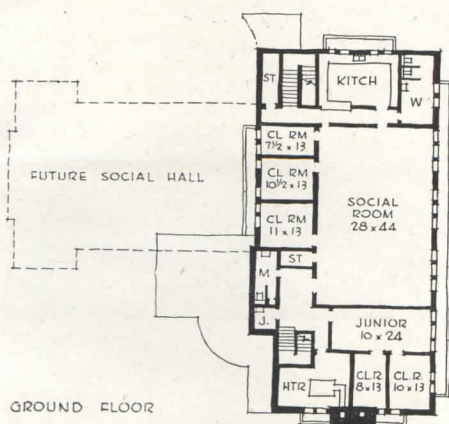 ST
KITCH
W
CL RM
7½ x 13
CL RM
10½ x 13
FUTURE SOCIAL HALL
SOCIAL
ROOM
28 x 44
CL RM
11 x 13
ST
M.
J.
JUNIOR
10 x 24
HTR
CL.R
8 x 13
CL.R.
10 x 13
GROUND FLOOR